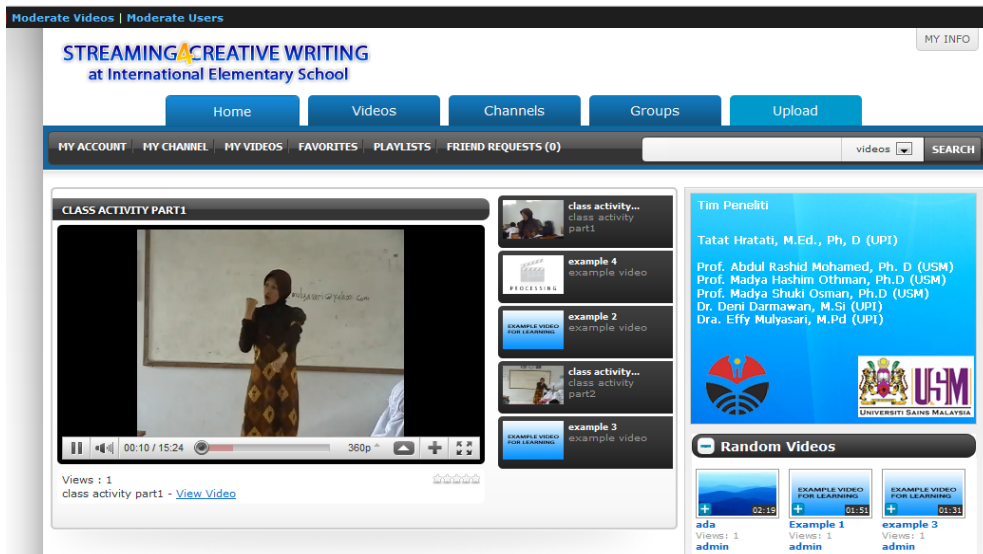 Moderate Videos | Moderate Users
MY INFO
STREAMING4CREATIVE WRITING
at International Elementary School
Home Videos Channels Groups Upload
MY ACCOUNT MY CHANNEL MY VIDEOS FAVORITES PLAYLISTS FRIEND REQUESTS (0) videos SEARCH
CLASS ACTIVITY PART1
mulyasari@yahoo.com
00:10 / 15:24 360p
Views : 1
class activity part1 - View Video
class activity...
class activity
part1
PROCESSING
example 4
example video
EXAMPLE VIDEO
FOR LEARNING
example 2
example video
class activity...
class activity
part2
EXAMPLE VIDEO
FOR LEARNING
example 3
example video
Tim Peneliti
Tatat Hratati, M.Ed., Ph, D (UPI)
Prof. Abdul Rashid Mohamed, Ph. D (USM)
Prof. Madya Hashim Othman, Ph.D (USM)
Prof. Madya Shuki Osman, Ph.D (USM)
Dr. Deni Darmawan, M.Si (UPI)
Dra. Effy Mulyasari, M.Pd (UPI)
USM
UNIVERSITI SAINS MALAYSIA
Random Videos
02:19
ada
Views: 1
admin
EXAMPLE VIDEO
FOR LEARNING
01:51
Example 1
Views: 1
admin
EXAMPLE VIDEO
FOR LEARNING
01:31
example 3
Views: 1
admin